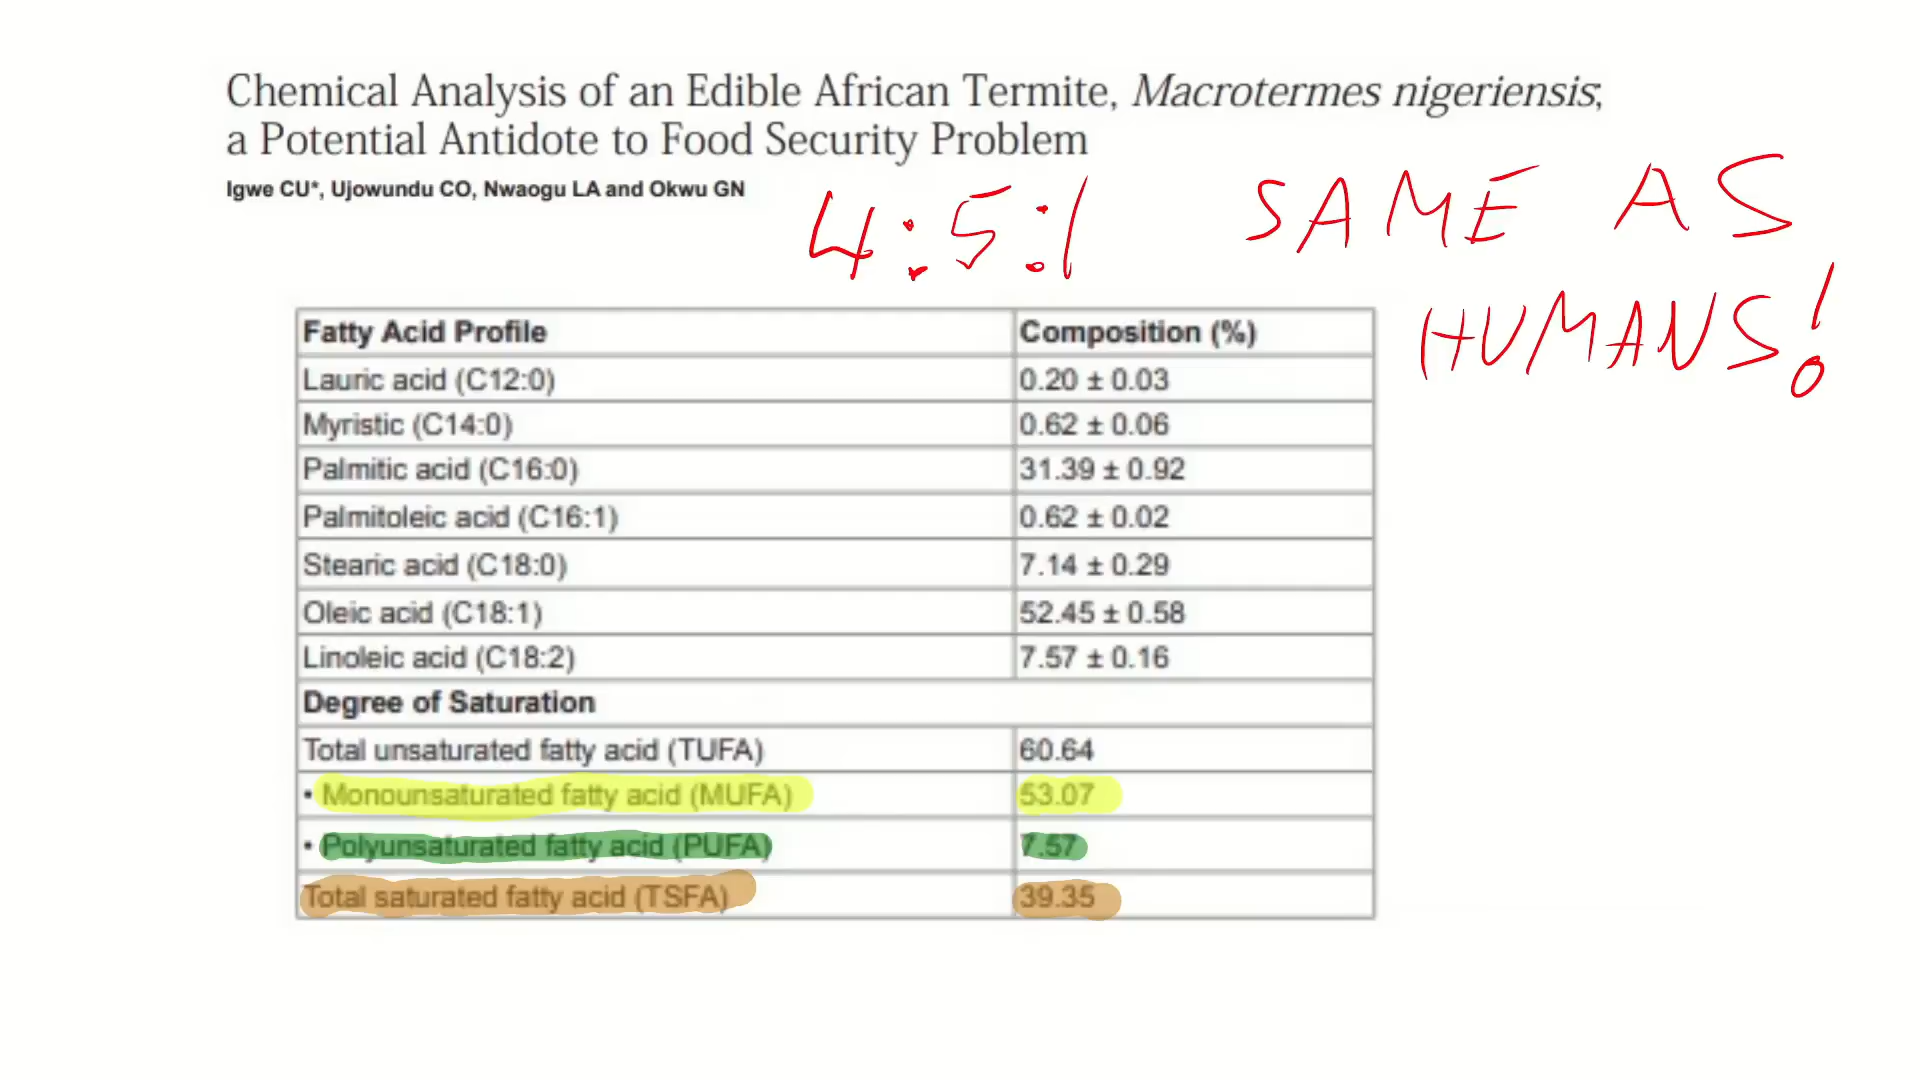 Chemical Analysis of an Edible African Termite, Macrotermes nigeriensis;
a Potential Antidote to Food Security Problem
Igwe CU*, Ujowundu CO, Nwaogu LA and Okwu GN
4:5:1 SAME AS
HUMANS!
Fatty Acid Profile Composition (%)
Lauric acid (C12:0) 0.20 ± 0.03
Myristic (C14:0) 0.62 ± 0.06
Palmitic acid (C16:0) 31.39 ± 0.92
Palmitoleic acid (C16:1) 0.62 ± 0.02
Stearic acid (C18:0) 7.14 ± 0.29
Oleic acid (C18:1) 52.45 ± 0.58
Linoleic acid (C18:2) 7.57 ± 0.16
Degree of Saturation
Total unsaturated fatty acid (TUFA) 60.64
• Monounsaturated fatty acid (MUFA) 53.07
• Polyunsaturated fatty acid (PUFA) 7.57
Total saturated fatty acid (TSFA) 39.35